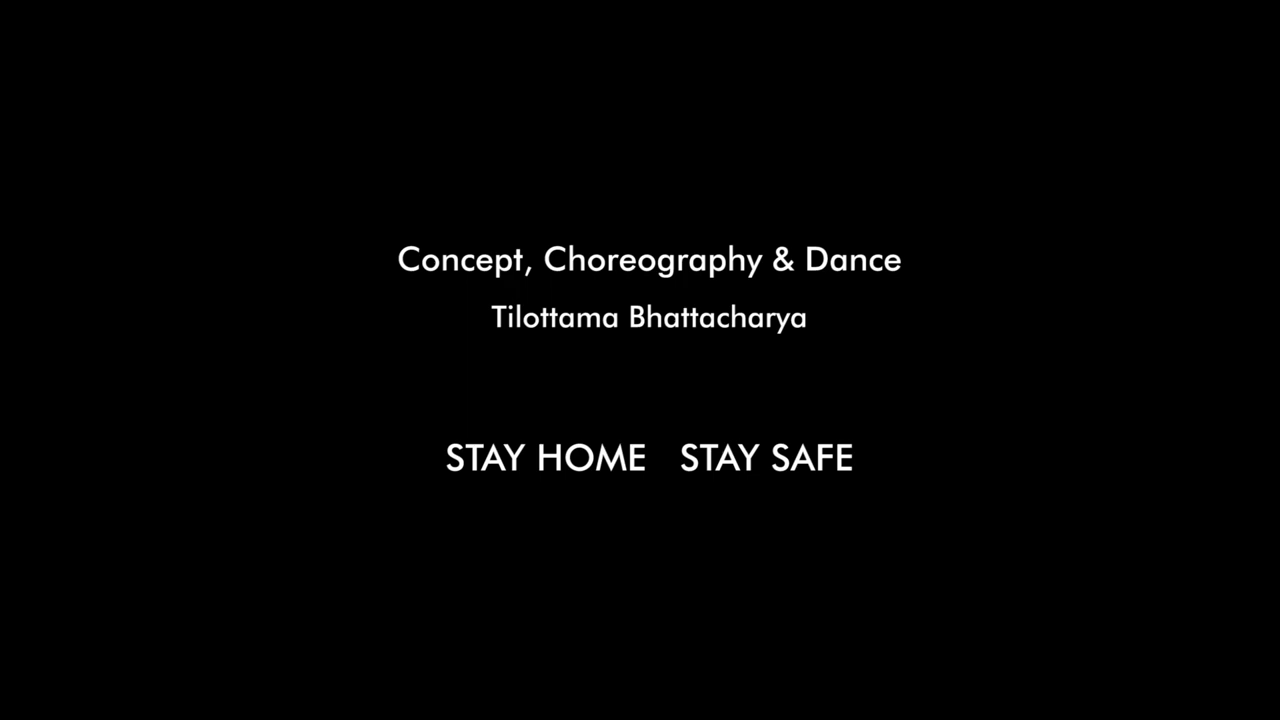 Concept, Choreography & Dance
Tilottama Bhattacharya
STAY HOME   STAY SAFE